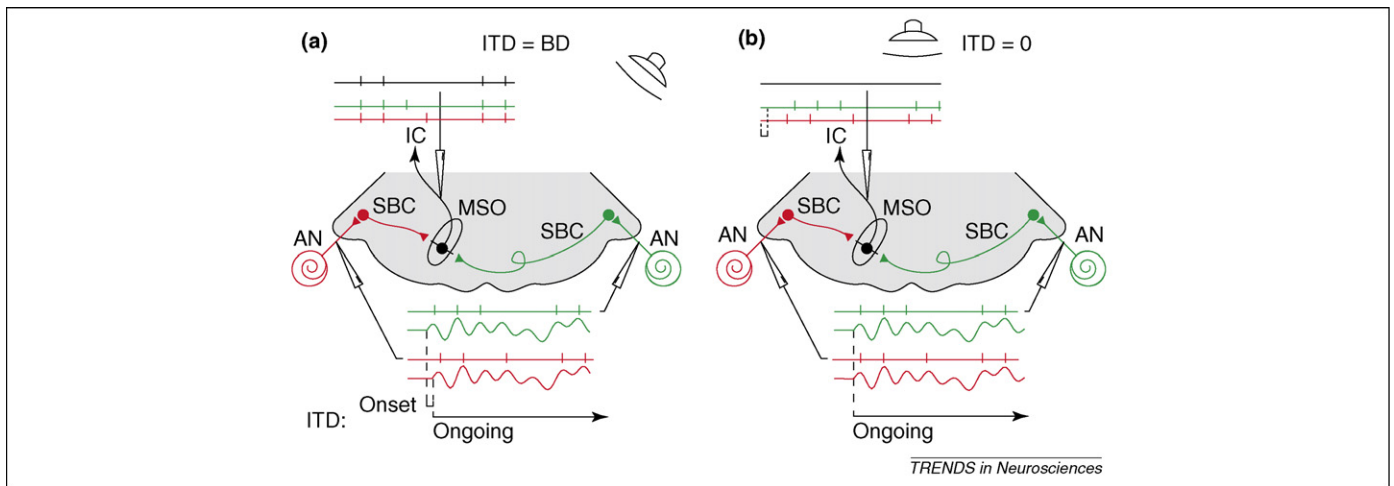 (a)
ITD = BD
IC
SBC
MSO
SBC
AN
AN
ITD:
Onset
Ongoing
(b)
ITD = 0
IC
SBC
MSO
SBC
AN
AN
Ongoing
TRENDS in Neurosciences